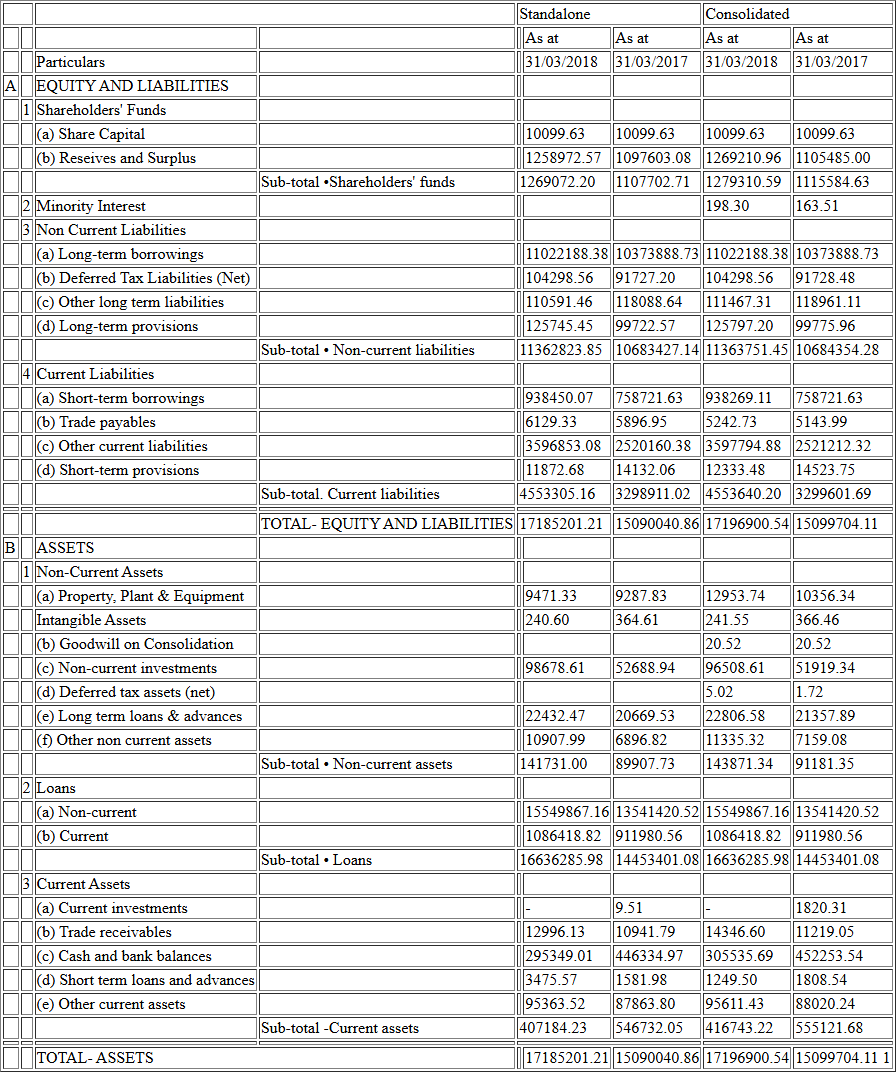 Standalone Consolidated
As at As at As at As at
Particulars 31/03/2018 31/03/2017 31/03/2018 31/03/2017
A EQUITY AND LIABILITIES
1 Shareholders' Funds
(a) Share Capital 10099.63 10099.63 10099.63 10099.63
(b) Reseives and Surplus 1258972.57 1097603.08 1269210.96 1105485.00
Sub-total •Shareholders' funds 1269072.20 1107702.71 1279310.59 1115584.63
2 Minority Interest 198.30 163.51
3 Non Current Liabilities
(a) Long-term borrowings 11022188.38 10373888.73 11022188.38 10373888.73
(b) Deferred Tax Liabilities (Net) 104298.56 91727.20 104298.56 91728.48
(c) Other long term liabilities 110591.46 118088.64 111467.31 118961.11
(d) Long-term provisions 125745.45 99722.57 125797.20 99775.96
Sub-total • Non-current liabilities 11362823.85 10683427.14 11363751.45 10684354.28
4 Current Liabilities
(a) Short-term borrowings 938450.07 758721.63 938269.11 758721.63
(b) Trade payables 6129.33 5896.95 5242.73 5143.99
(c) Other current liabilities 3596853.08 2520160.38 3597794.88 2521212.32
(d) Short-term provisions 11872.68 14132.06 12333.48 14523.75
Sub-total. Current liabilities 4553305.16 3298911.02 4553640.20 3299601.69
TOTAL- EQUITY AND LIABILITIES 17185201.21 15090040.86 17196900.54 15099704.11
B ASSETS
1 Non-Current Assets
(a) Property, Plant & Equipment 9471.33 9287.83 12953.74 10356.34
Intangible Assets 240.60 364.61 241.55 366.46
(b) Goodwill on Consolidation 20.52 20.52
(c) Non-current investments 98678.61 52688.94 96508.61 51919.34
(d) Deferred tax assets (net) 5.02 1.72
(e) Long term loans & advances 22432.47 20669.53 22806.58 21357.89
(f) Other non current assets 10907.99 6896.82 11335.32 7159.08
Sub-total • Non-current assets 141731.00 89907.73 143871.34 91181.35
2 Loans
(a) Non-current 15549867.16 13541420.52 15549867.16 13541420.52
(b) Current 1086418.82 911980.56 1086418.82 911980.56
Sub-total • Loans 16636285.98 14453401.08 16636285.98 14453401.08
3 Current Assets
(a) Current investments - 9.51 - 1820.31
(b) Trade receivables 12996.13 10941.79 14346.60 11219.05
(c) Cash and bank balances 295349.01 446334.97 305535.69 452253.54
(d) Short term loans and advances 3475.57 1581.98 1249.50 1808.54
(e) Other current assets 95363.52 87863.80 95611.43 88020.24
Sub-total -Current assets 407184.23 546732.05 416743.22 555121.68
TOTAL- ASSETS 17185201.21 15090040.86 17196900.54 15099704.11 1